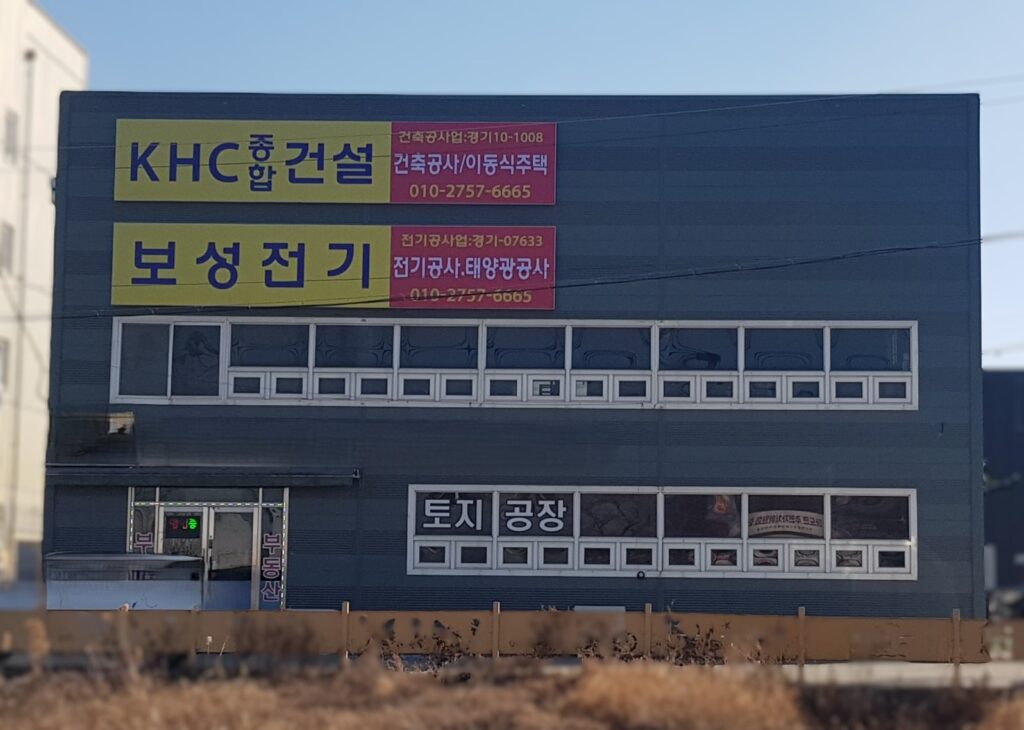 KHC종합건설
건축공사업:경기10-1008
건축공사/이동식주택
010-2757-6665
보성전기
전기공사업:경기-07633
전기공사.태양광공사
010-2757-6665
토지 공장
부동산